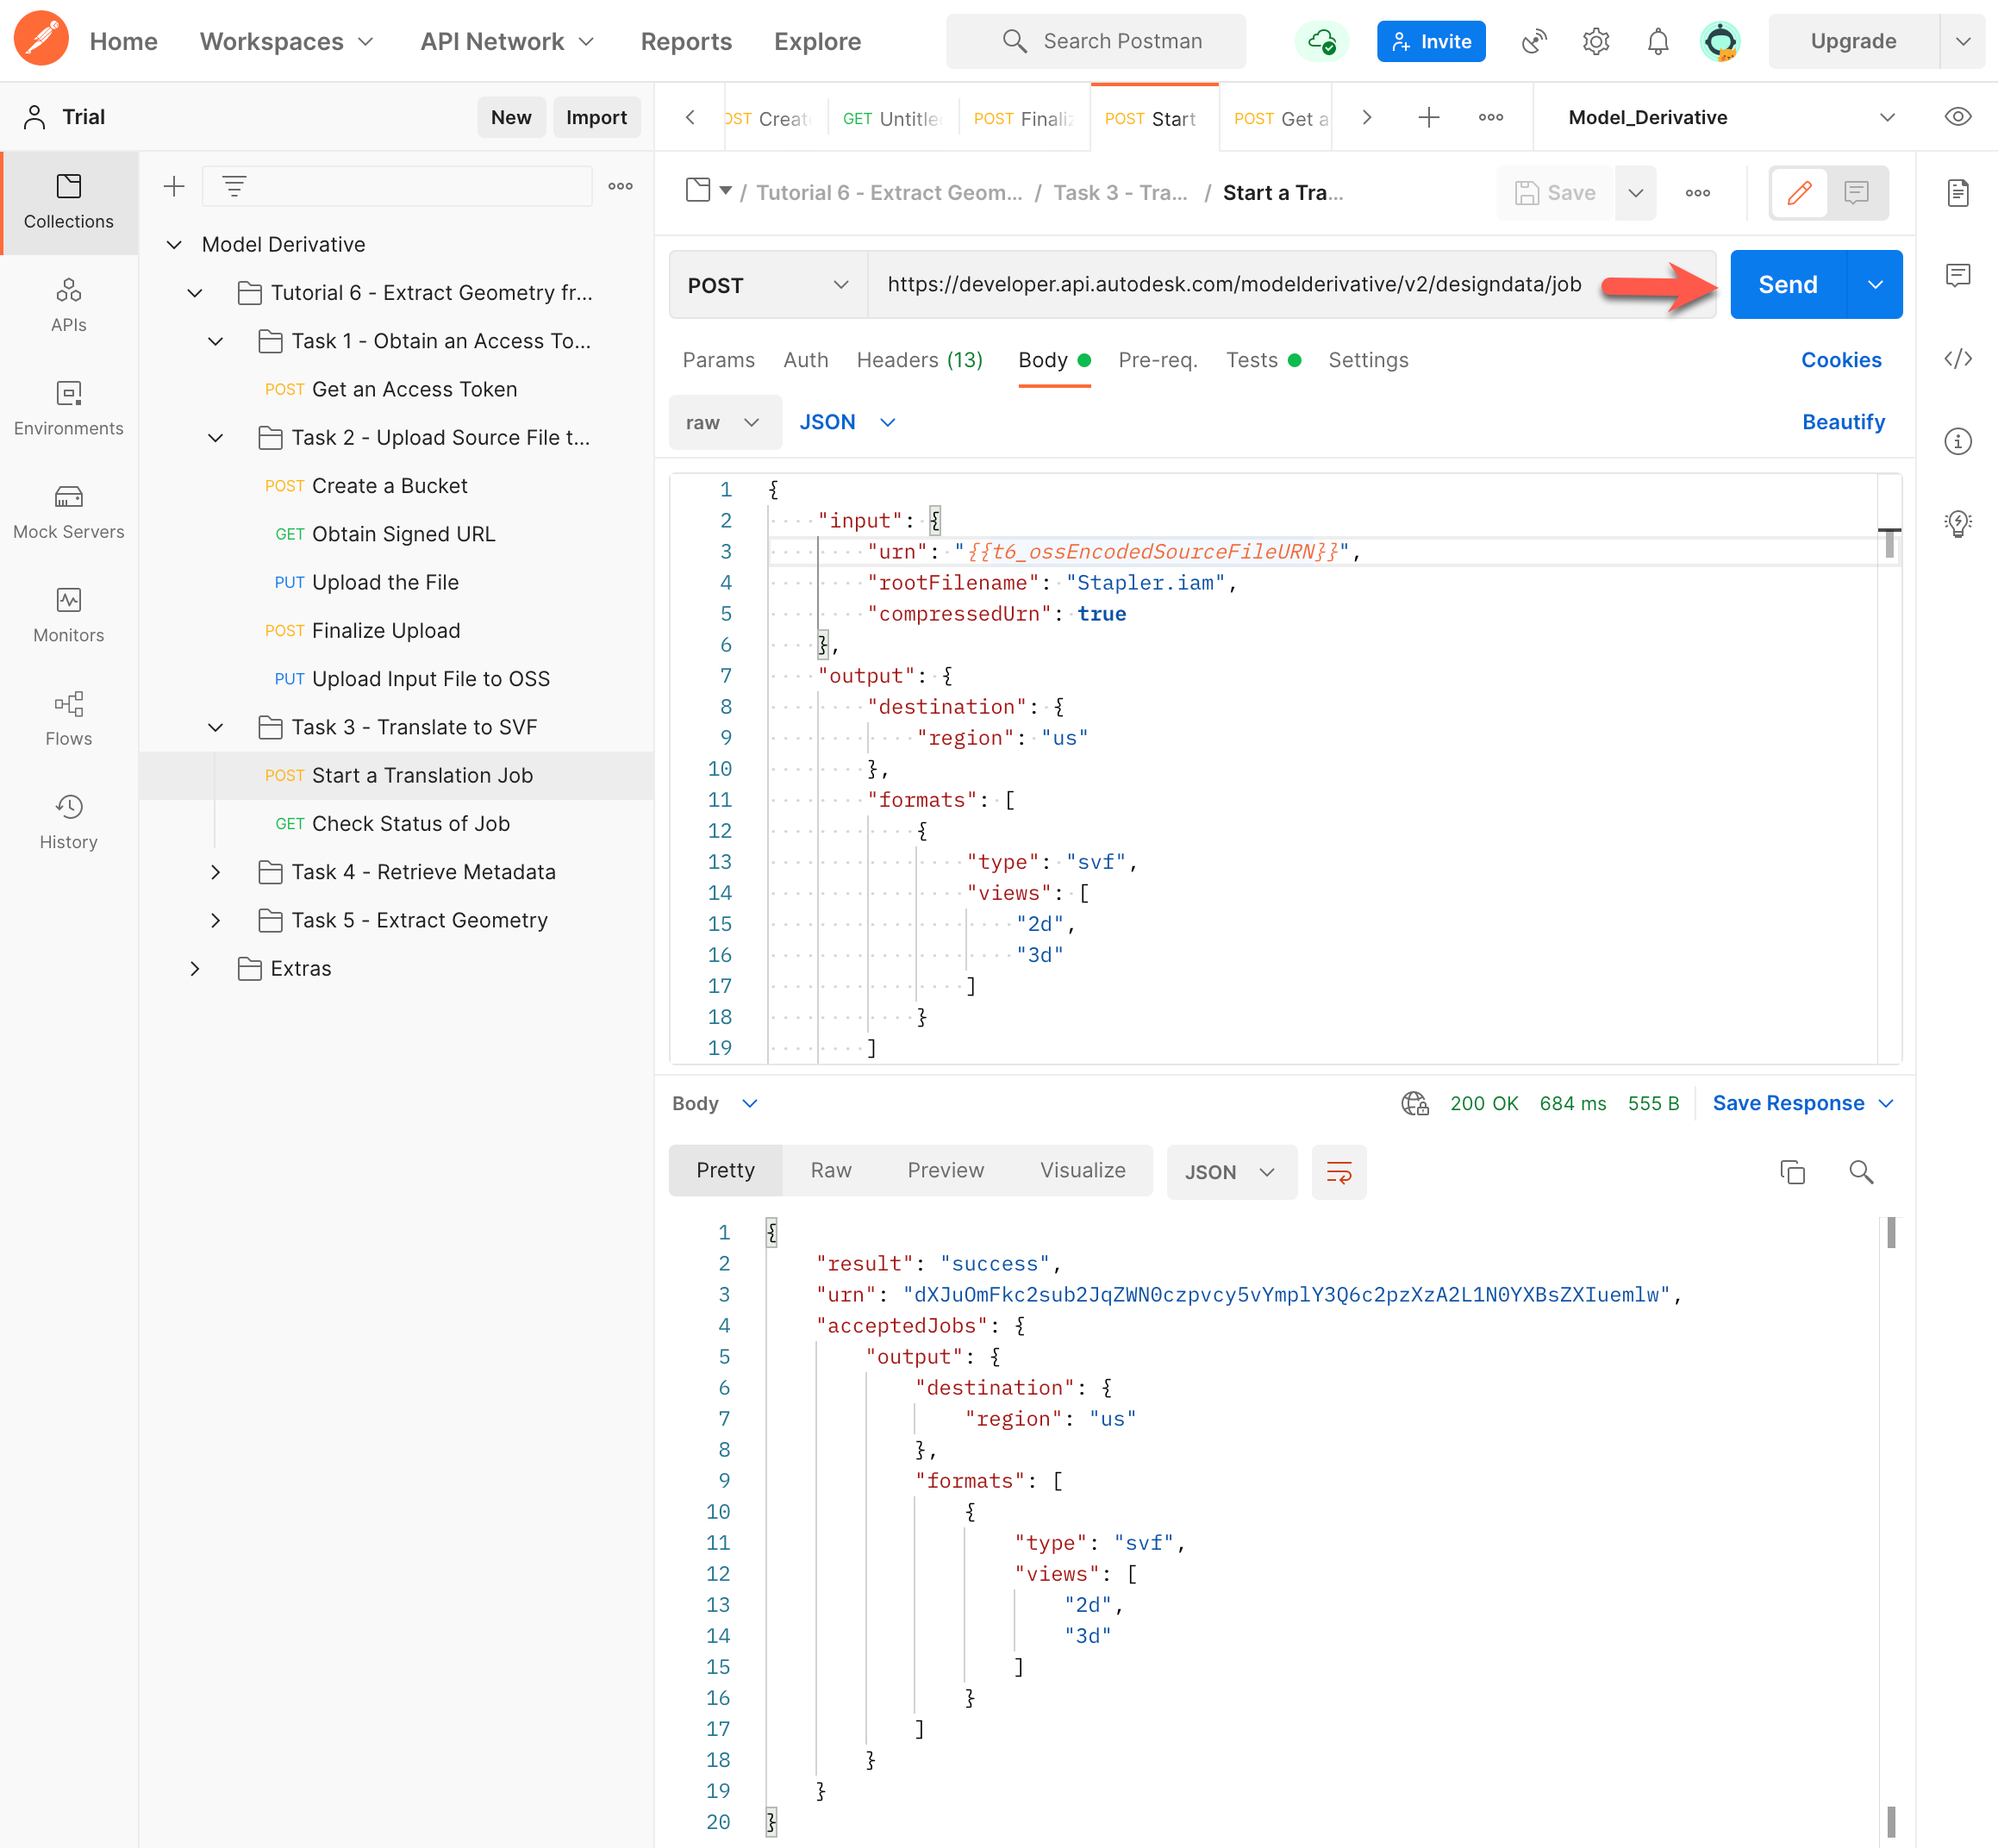 Home Workspaces API Network Reports Explore Search Postman Invite Upgrade
Trial New Import
Collections
APIs
Environments
Mock Servers
Monitors
Flows
History
Model Derivative
Tutorial 6 - Extract Geometry fr...
Task 1 - Obtain an Access To...
POST Get an Access Token
Task 2 - Upload Source File t...
POST Create a Bucket
GET Obtain Signed URL
PUT Upload the File
POST Finalize Upload
PUT Upload Input File to OSS
Task 3 - Translate to SVF
POST Start a Translation Job
GET Check Status of Job
Task 4 - Retrieve Metadata
Task 5 - Extract Geometry
Extras
OST Creat GET Untitle POST Finaliz POST Start POST Get a Model_Derivative
/ Tutorial 6 - Extract Geom... / Task 3 - Tra... / Start a Tra... Save
POST https://developer.api.autodesk.com/modelderivative/v2/designdata/job Send
Params Auth Headers (13) Body Pre-req. Tests Settings Cookies
raw JSON Beautify
1 {
2 "input": {
3 "urn": "{{t6_ossEncodedSourceFileURN}}",
4 "rootFilename": "Stapler.iam",
5 "compressedUrn": true
6 },
7 "output": {
8 "destination": {
9 "region": "us"
10 },
11 "formats": [
12 {
13 "type": "svf",
14 "views": [
15 "2d",
16 "3d"
17 ]
18 }
19 ]
Body 200 OK 684 ms 555 B Save Response
Pretty Raw Preview Visualize JSON
1 {
2 "result": "success",
3 "urn": "dXJuOmFkc2sub2JqZWN0czpvcy5vYmplY3Q6c2pzXzA2L1N0YXBsZXIuemlw",
4 "acceptedJobs": {
5 "output": {
6 "destination": {
7 "region": "us"
8 },
9 "formats": [
10 {
11 "type": "svf",
12 "views": [
13 "2d",
14 "3d"
15 ]
16 }
17 ]
18 }
19 }
20 }